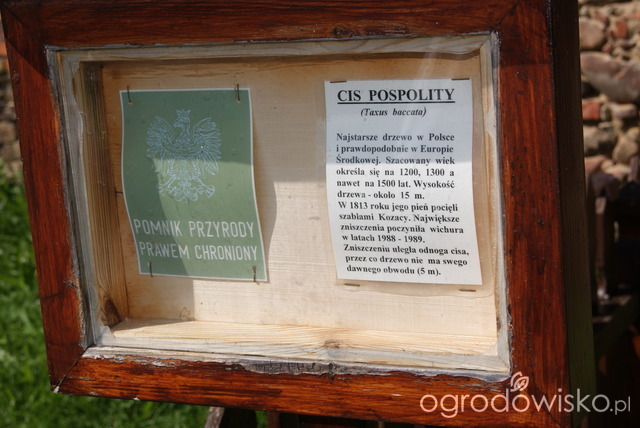 POMNIK PRZYRODY
PRAWEM CHRONIONY
CIS POSPOLITY
(Taxus baccata)
Najstarsze drzewo w Polsce
i prawdopodobnie w Europie
Środkowej. Szacowany wiek
określa się na 1200, 1300 a
nawet na 1500 lat. Wysokość
drzewa - około 15 m.
W 1813 roku jego pień pocięli
szablami Kozacy. Największe
zniszczenia poczyniła wichura
w latach 1988 - 1989.
Zniszczeniu uległa odnoga cisa,
przez co drzewo nie ma swego
dawnego obwodu (5 m).
ogrodowisko.pl